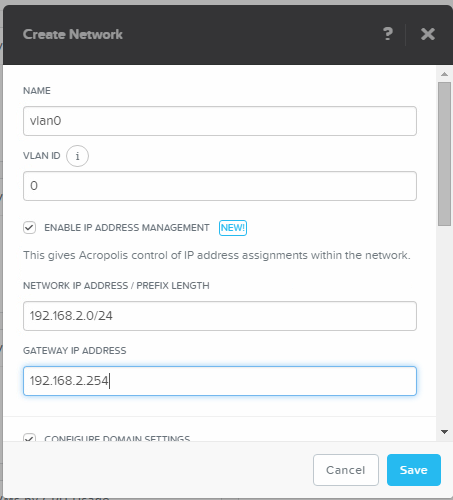 Create Network
?
NAME
vlan0
VLAN ID i
0
ENABLE IP ADDRESS MANAGEMENT NEW!
This gives Acropolis control of IP address assignments within the network.
NETWORK IP ADDRESS / PREFIX LENGTH
192.168.2.0/24
GATEWAY IP ADDRESS
192.168.2.254
CONFIGURE DOMAIN SETTINGS
Cancel Save